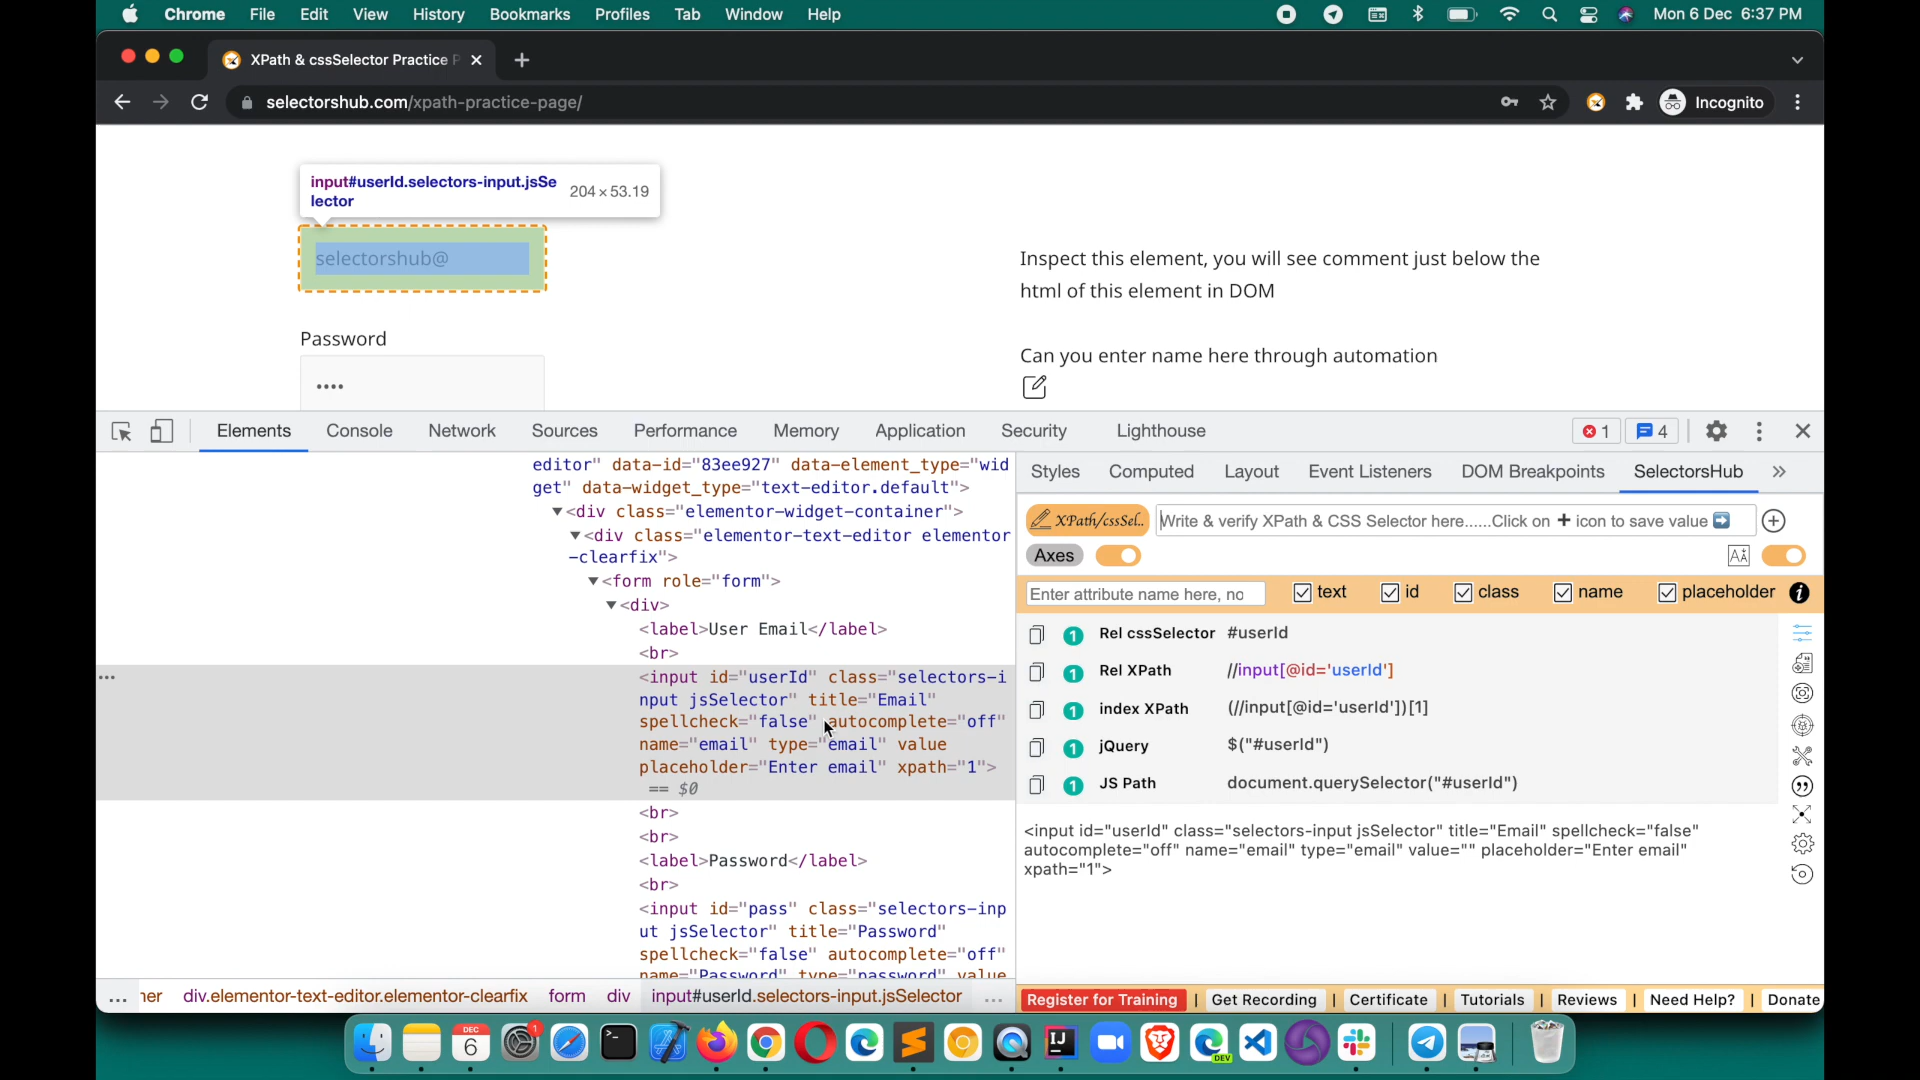 Chrome File Edit View History Bookmarks Profiles Tab Window Help Mon 6 Dec 6:37 PM
XPath & cssSelector Practice P
selectorshub.com/xpath-practice-page/ Incognito
input#userId.selectors-input.jsSe
lector
204 × 53.19
selectorshub@
Password
••••
Inspect this element, you will see comment just below the
html of this element in DOM
Can you enter name here through automation
Elements Console Network Sources Performance Memory Application Security Lighthouse 1 4
editor" data-id="83ee927" data-element_type="wid
get" data-widget_type="text-editor.default">
▼<div class="elementor-widget-container">
▼<div class="elementor-text-editor elementor
-clearfix">
▼<form role="form">
▼<div>
<label>User Email</label>
<br>
<input id="userId" class="selectors-i
nput jsSelector" title="Email"
spellcheck="false" autocomplete="off"
name="email" type="email" value
placeholder="Enter email" xpath="1">
== $0
<br>
<br>
<label>Password</label>
<br>
<input id="pass" class="selectors-inp
ut jsSelector" title="Password"
spellcheck="false" autocomplete="off"
name="Password" type="password" value
... ner div.elementor-text-editor.elementor-clearfix form div input#userId.selectors-input.jsSelector ...
Styles Computed Layout Event Listeners DOM Breakpoints SelectorsHub »
XPath/cssSel.. Write & verify XPath & CSS Selector here......Click on + icon to save value
Axes
Enter attribute name here, no text id class name placeholder
1 Rel cssSelector #userId
1 Rel XPath //input[@id='userId']
1 index XPath (//input[@id='userId'])[1]
1 jQuery $("#userId")
1 JS Path document.querySelector("#userId")
<input id="userId" class="selectors-input jsSelector" title="Email" spellcheck="false"
autocomplete="off" name="email" type="email" value="" placeholder="Enter email"
xpath="1">
Register for Training | Get Recording | Certificate | Tutorials | Reviews | Need Help? | Donate
DEC
6
1
IJ
DEV